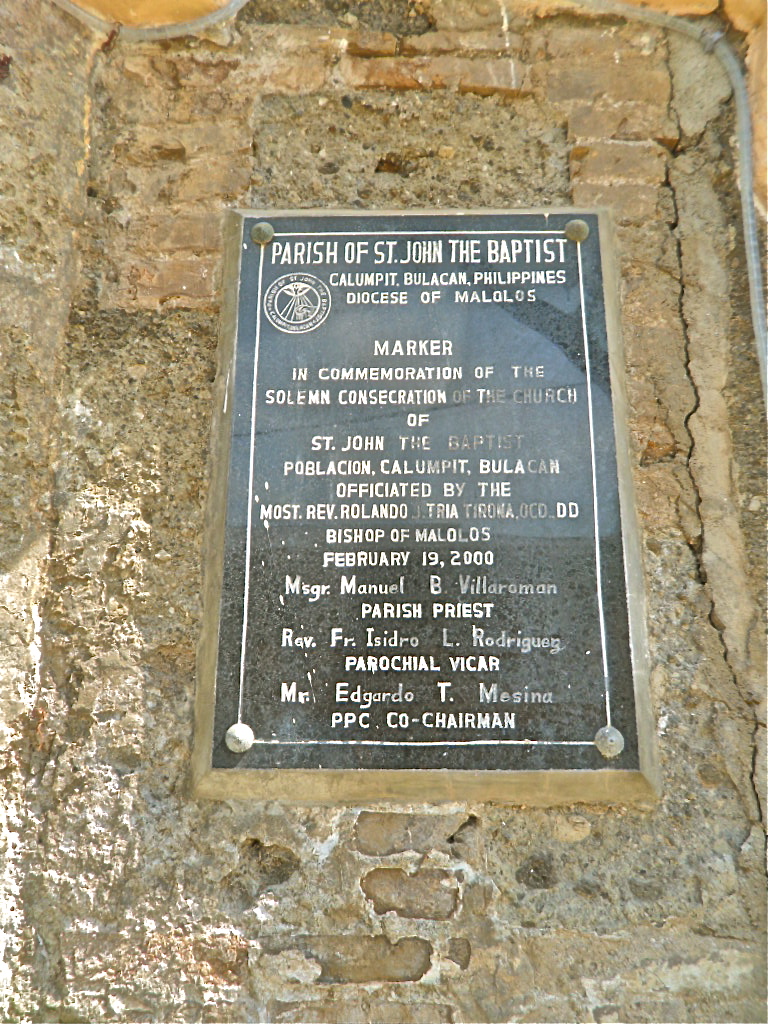 PARISH OF ST. JOHN THE BAPTIST
CALUMPIT, BULACAN, PHILIPPINES
DIOCESE OF MALOLOS
MARKER
IN COMMEMORATION OF THE
SOLEMN CONSECRATION OF THE CHURCH
OF
ST. JOHN THE BAPTIST
POBLACION, CALUMPIT, BULACAN
OFFICIATED BY THE
MOST. REV. ROLANDO J. TRIA TIRONA, OCD., DD
BISHOP OF MALOLOS
FEBRUARY 19, 2000
Msgr. Manuel B. Villaroman
PARISH PRIEST
Rev. Fr. Isidro L. Rodriguez
PAROCHIAL VICAR
Mr. Edgardo T. Mesina
PPC CO-CHAIRMAN